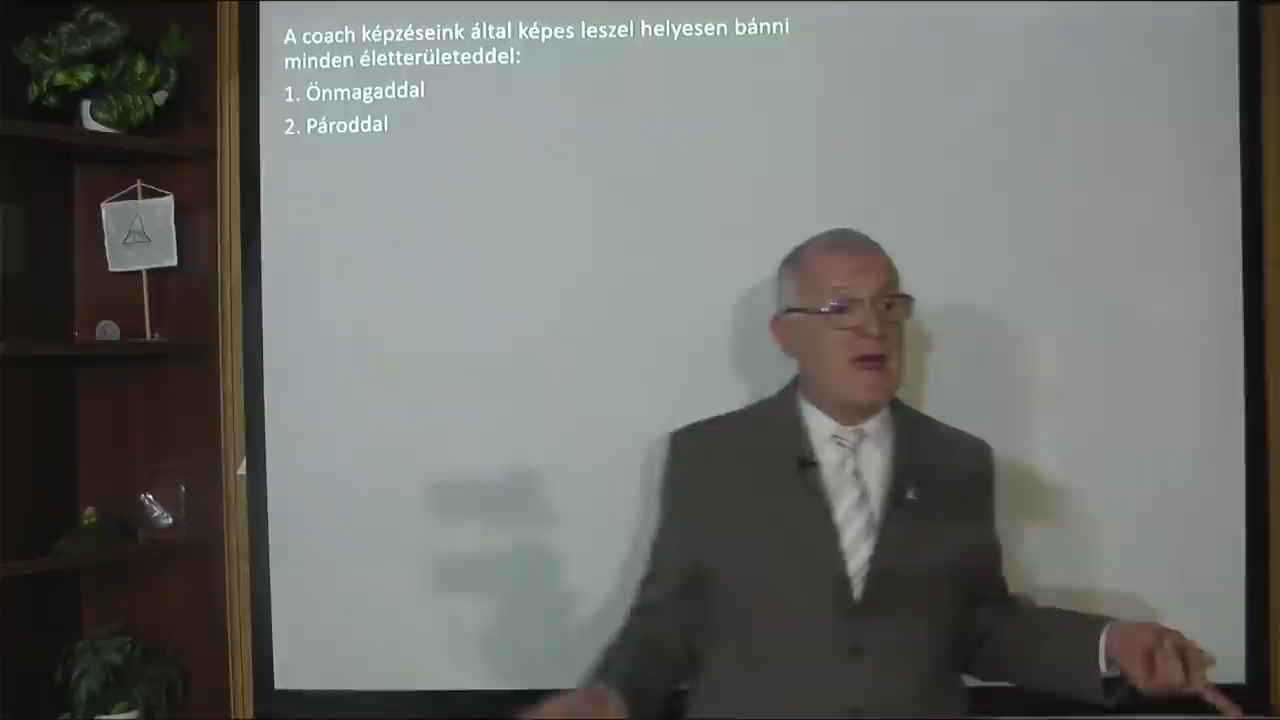 A coach képzéseink által képes leszel helyesen bánni
minden életterületeddel:
1. Önmagaddal
2. Pároddal